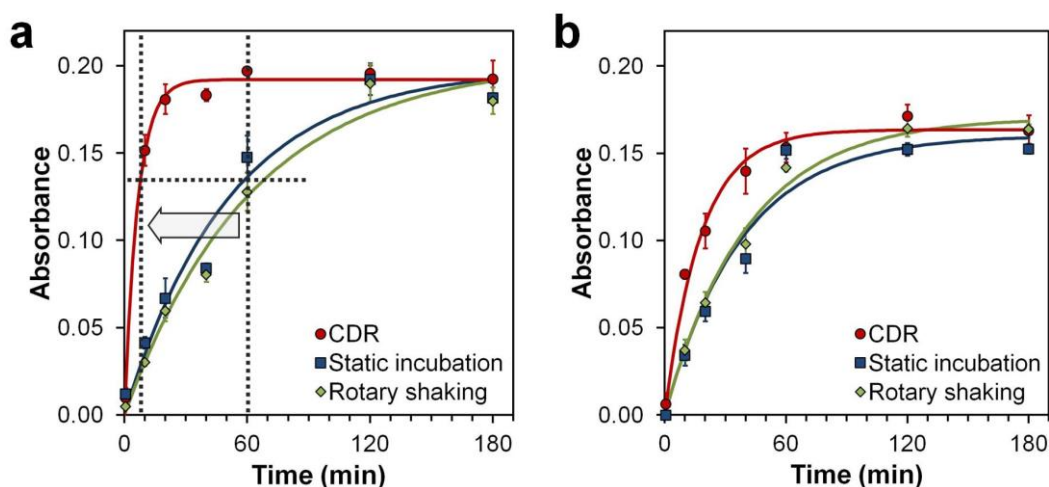 a
0.20
0.15
0.10
0.05
0.00
Absorbance
0 60 120 180
Time (min)
CDR
Static incubation
Rotary shaking
b
0.20
0.15
0.10
0.05
0.00
Absorbance
0 60 120 180
Time (min)
CDR
Static incubation
Rotary shaking